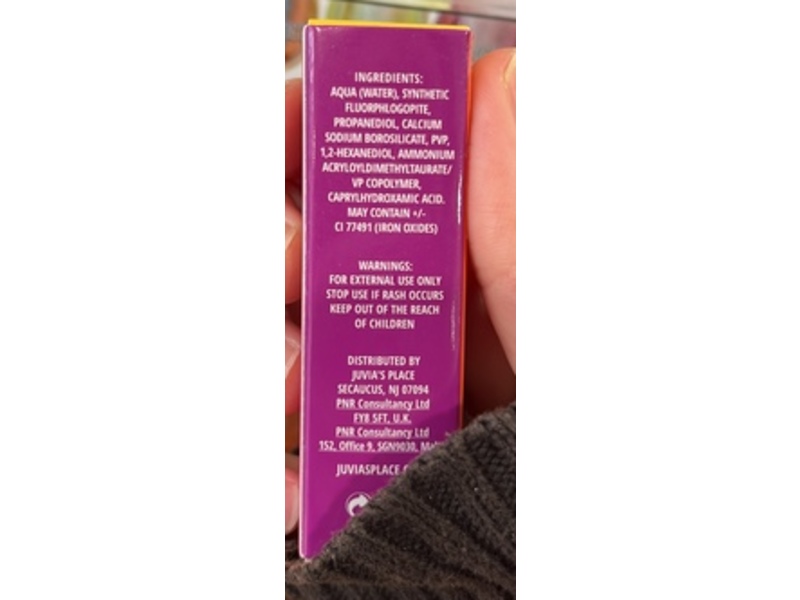 INGREDIENTS:
AQUA (WATER), SYNTHETIC
FLUORPHLOGOPITE,
PROPANEDIOL, CALCIUM
SODIUM BOROSILICATE, PVP,
1,2-HEXANEDIOL, AMMONIUM
ACRYLOYLDIMETHYLTAURATE/
VP COPOLYMER,
CAPRYLHYDROXAMIC ACID.
MAY CONTAIN +/-
CI 77491 (IRON OXIDES)
WARNINGS:
FOR EXTERNAL USE ONLY
STOP USE IF RASH OCCURS
KEEP OUT OF THE REACH
OF CHILDREN
DISTRIBUTED BY
JUVIA'S PLACE
SECAUCUS, NJ 07094
PNR Consultancy Ltd
FY8 5FT, U.K.
PNR Consultancy Ltd
152, Office 9, SGN9030,
JUVIASPLACE